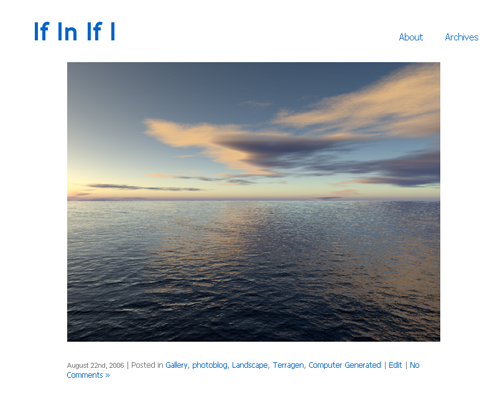 If In If I
About Archives
August 22nd, 2006 | Posted in Gallery, photoblog, Landscape, Terragen, Computer Generated | Edit | No
Comments »